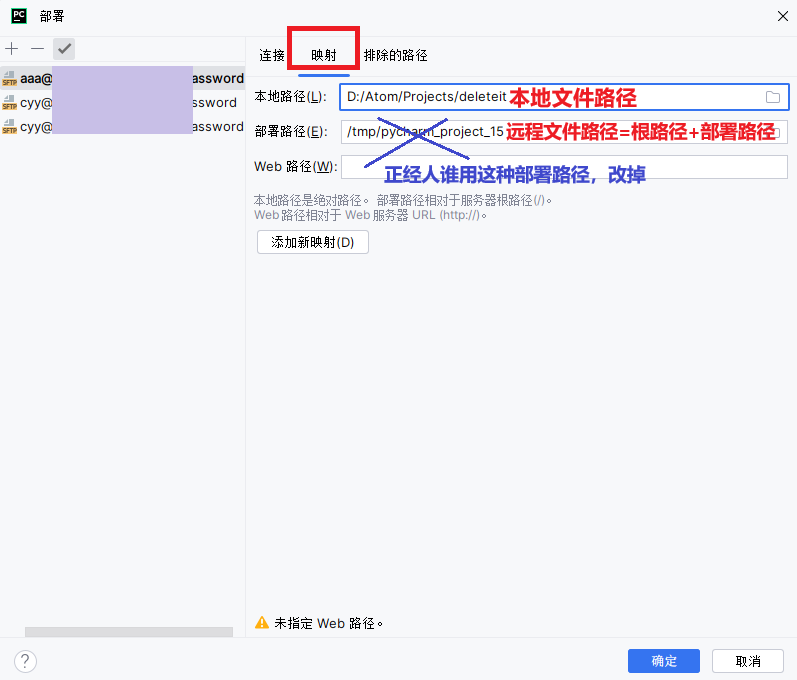 PC 部署
连接 映射 排除的路径
SFTP aaa@ assword
SFTP cyy@ ssword
SFTP cyy@ assword
本地路径(L): D:/Atom/Projects/deleteit 本地文件路径
部署路径(E): /tmp/pycharm_project_15 远程文件路径=根路径+部署路径
Web 路径(W):
正经人谁用这种部署路径，改掉
本地路径是绝对路径。 部署路径相对于服务器根路径(/)。
Web 路径相对于 Web 服务器 URL (http://)。
添加新映射(D)
未指定 Web 路径。
? 确定 取消